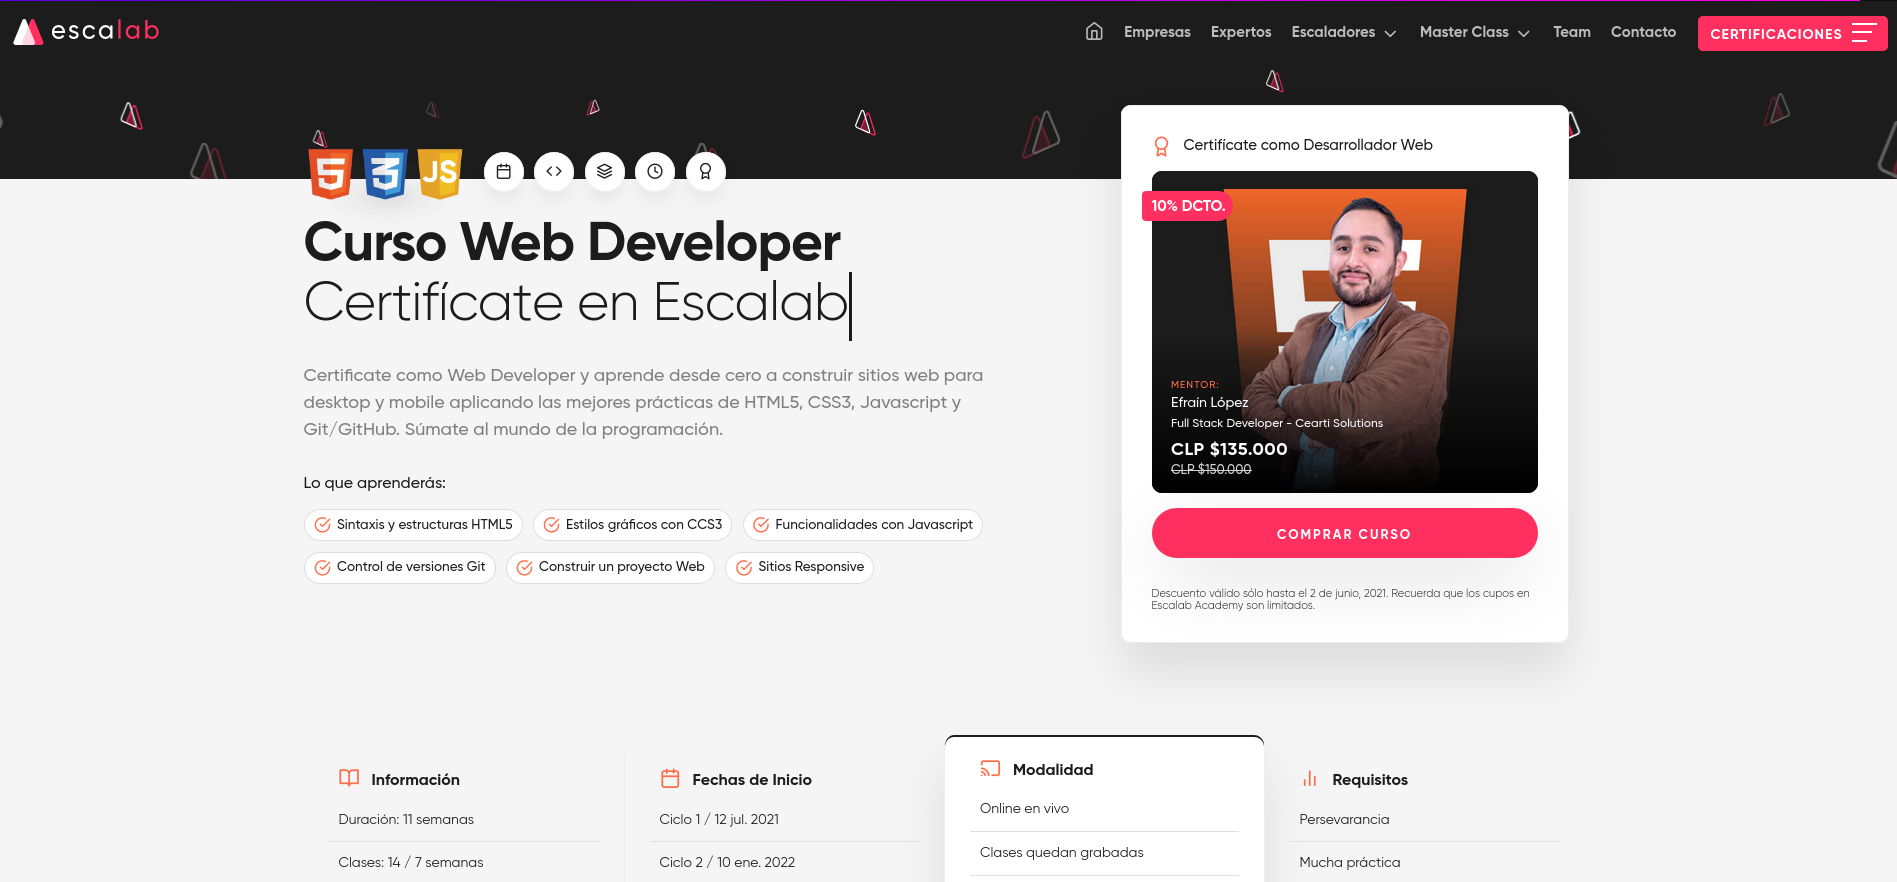 escalab
Empresas
Expertos
Escaladores
Master Class
Team
Contacto
CERTIFICACIONES
5
3
JS
Curso Web Developer
Certifícate en Escalab
Certificate como Web Developer y aprende desde cero a construir sitios web para
desktop y mobile aplicando las mejores prácticas de HTML5, CSS3, Javascript y
Git/GitHub. Súmate al mundo de la programación.
Lo que aprenderás:
Sintaxis y estructuras HTML5
Estilos gráficos con CCS3
Funcionalidades con Javascript
Control de versiones Git
Construir un proyecto Web
Sitios Responsive
Certifícate como Desarrollador Web
10% DCTO.
MENTOR:
Efraín López
Full Stack Developer - Cearti Solutions
CLP $135.000
CLP $150.000
COMPRAR CURSO
Descuento válido sólo hasta el 2 de junio, 2021. Recuerda que los cupos en
Escalab Academy son limitados.
Información
Duración: 11 semanas
Clases: 14 / 7 semanas
Fechas de Inicio
Ciclo 1 / 12 jul. 2021
Ciclo 2 / 10 ene. 2022
Modalidad
Online en vivo
Clases quedan grabadas
Requisitos
Persevarancia
Mucha práctica